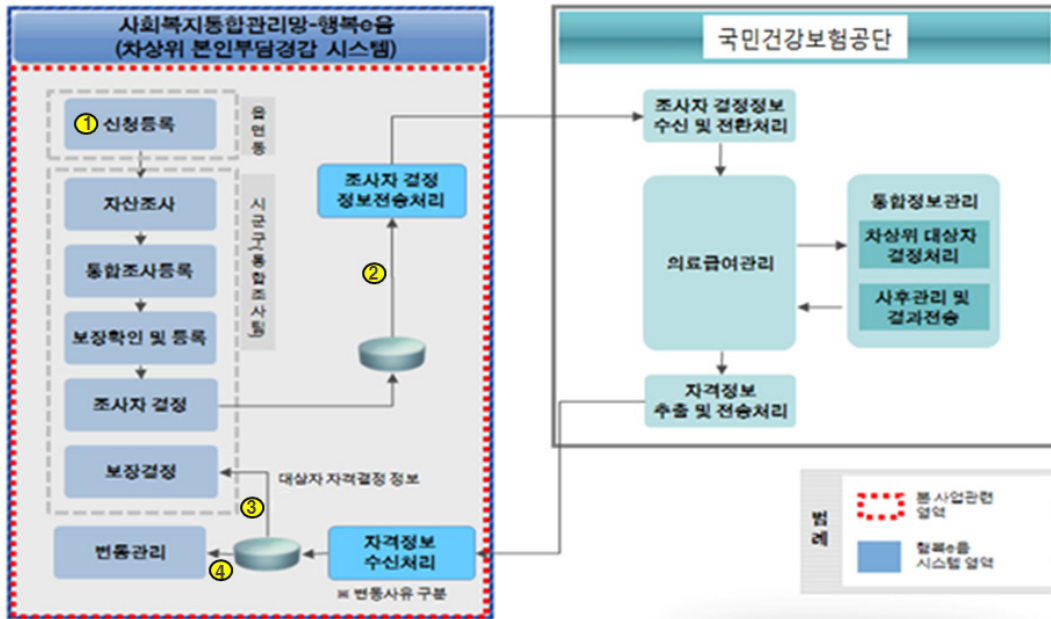 사회복지통합관리망-행복e음
(차상위 본인부담경감 시스템)
국민건강보험공단
① 신청등록
읍면동
자산조사
통합조사등록
보장확인 및 등록
조사자 결정
보장결정
시군구(통합조사팀)
조사자 결정
정보전송처리
②
③
대상자 자격결정 정보
변동관리
④
자격정보
수신처리
※ 변동사유 구분
조사자 결정정보
수신 및 전환처리
의료급여관리
통합정보관리
차상위 대상자
결정처리
사후관리 및
결과전송
자격정보
추출 및 전송처리
범례
본 사업관련
영역
행복e음
시스템 영역